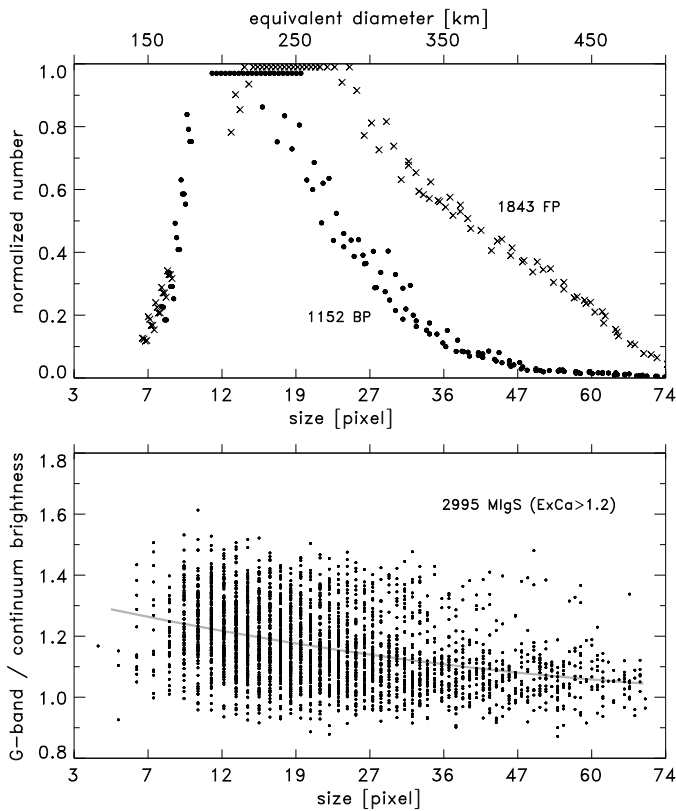 equivalent diameter [km]
150 250 350 450
1.0
0.8
0.6
0.4
0.2
0.0
normalized number
1843 FP
1152 BP
3 7 12 19 27 36 47 60 74
size [pixel]
1.8
1.6
1.4
1.2
1.0
0.8
G-band / continuum brightness
2995 MIgS (ExCa>1.2)
3 7 12 19 27 36 47 60 74
size [pixel]